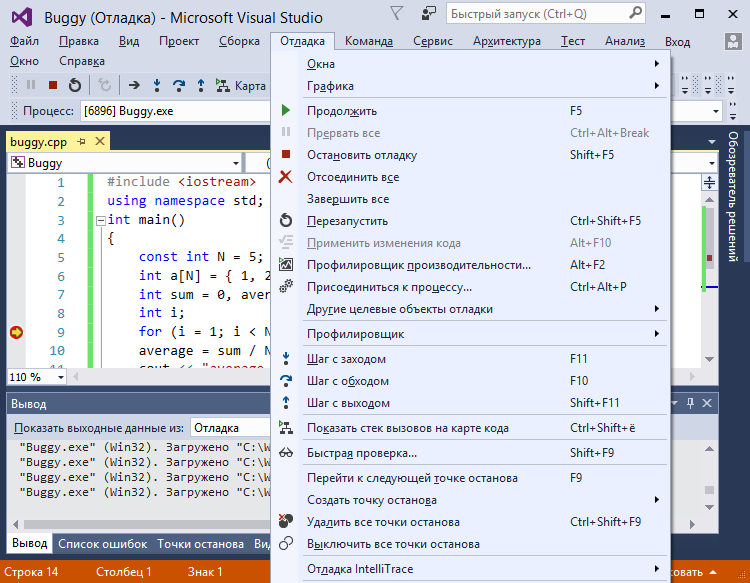 Buggy (Отладка) - Microsoft Visual Studio
Быстрый запуск (Ctrl+Q)
Файл Правка Вид Проект Сборка Отладка Команда Сервис Архитектура Тест Анализ Вход
Окно Справка
Карта
Процесс: [6896] Buggy.exe
buggy.cpp
Buggy
1 #include <iostream>
2 using namespace std;
3 int main()
4 {
5 const int N = 5;
6 int a[N] = { 1, 2
7 int sum = 0, aver
8 int i;
9 for (i = 1; i < N
10 average = sum / N
11 cout << "average
110 %
Обозреватель решений
Окна
Графика
Продолжить F5
Прервать все Ctrl+Alt+Break
Остановить отладку Shift+F5
Отсоединить все
Завершить все
Перезапустить Ctrl+Shift+F5
Применить изменения кода Alt+F10
Профилировщик производительности... Alt+F2
Присоединиться к процессу... Ctrl+Alt+P
Другие целевые объекты отладки
Профилировщик
Шаг с заходом F11
Шаг с обходом F10
Шаг с выходом Shift+F11
Показать стек вызовов на карте кода Ctrl+Shift+ё
Быстрая проверка... Shift+F9
Перейти к следующей точке останова F9
Создать точку останова
Удалить все точки останова Ctrl+Shift+F9
Выключить все точки останова
Отладка IntelliTrace
Вывод
Показать выходные данные из: Отладка
"Buggy.exe" (Win32). Загружено "C:\W
"Buggy.exe" (Win32). Загружено "C:\W
"Buggy.exe" (Win32). Загружено "C:\W
"Buggy.exe" (Win32). Загружено "C:\W
Вывод Список ошибок Точки останова Ви
Строка 14 Столбец 1 Знак 1 овать